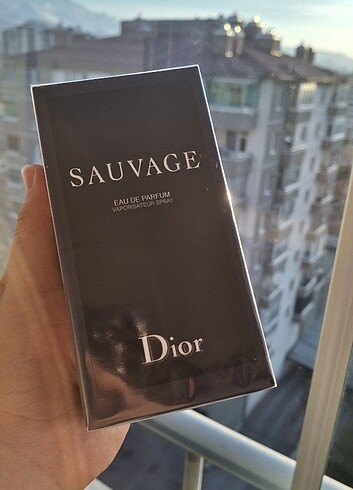 SAUVAGE
EAU DE PARFUM
VAPORISATEUR SPRAY
Dior